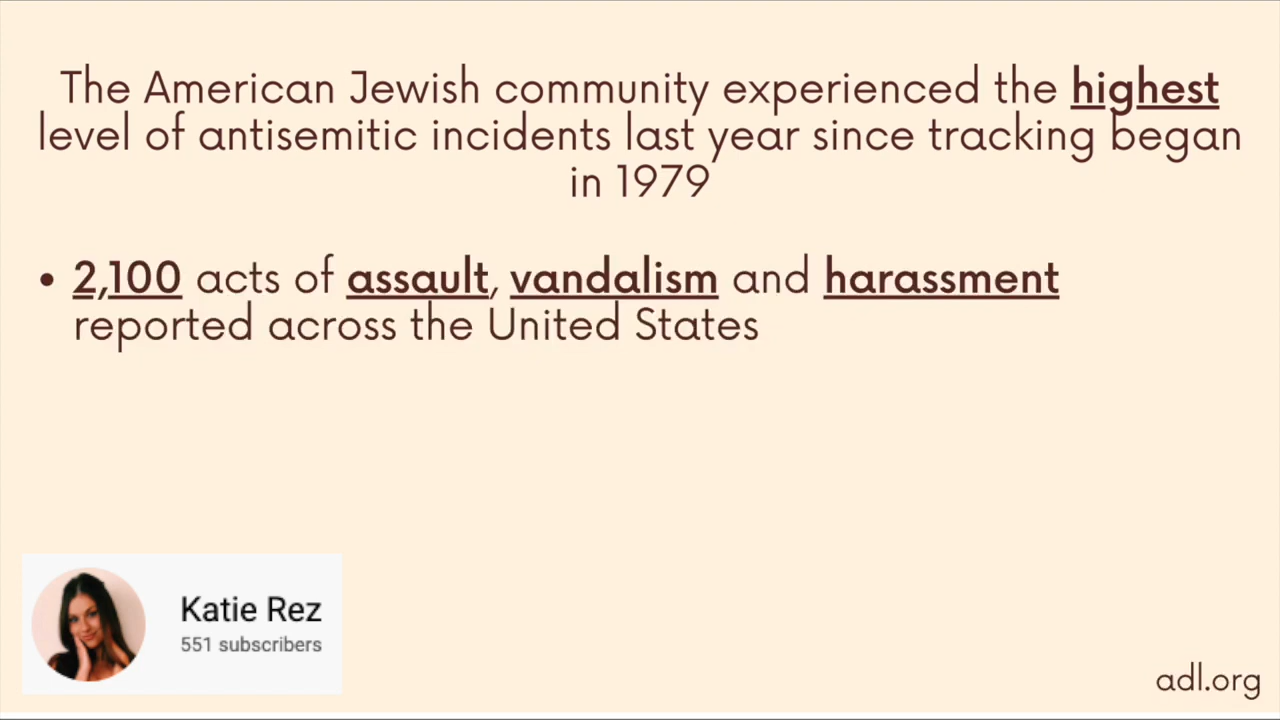 The American Jewish community experienced the highest
level of antisemitic incidents last year since tracking began
in 1979
• 2,100 acts of assault, vandalism and harassment
reported across the United States
Katie Rez
551 subscribers
adl.org